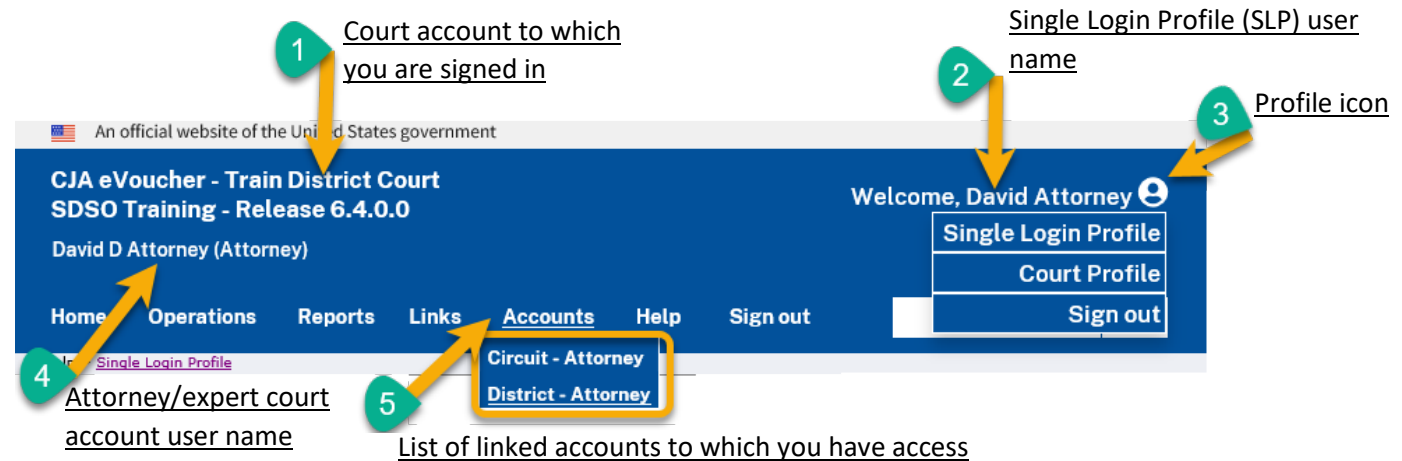 Court account to which
you are signed in
1
Single Login Profile (SLP) user
name
2
Profile icon
3
An official website of the United States government
CJA eVoucher - Train District Court
SDSO Training - Release 6.4.0.0
David D Attorney (Attorney)
Welcome, David Attorney
Single Login Profile
Court Profile
Sign out
Home Operations Reports Links Accounts Help Sign out
Circuit - Attorney
District - Attorney
Single Login Profile
4
Attorney/expert court
account user name
5
List of linked accounts to which you have access